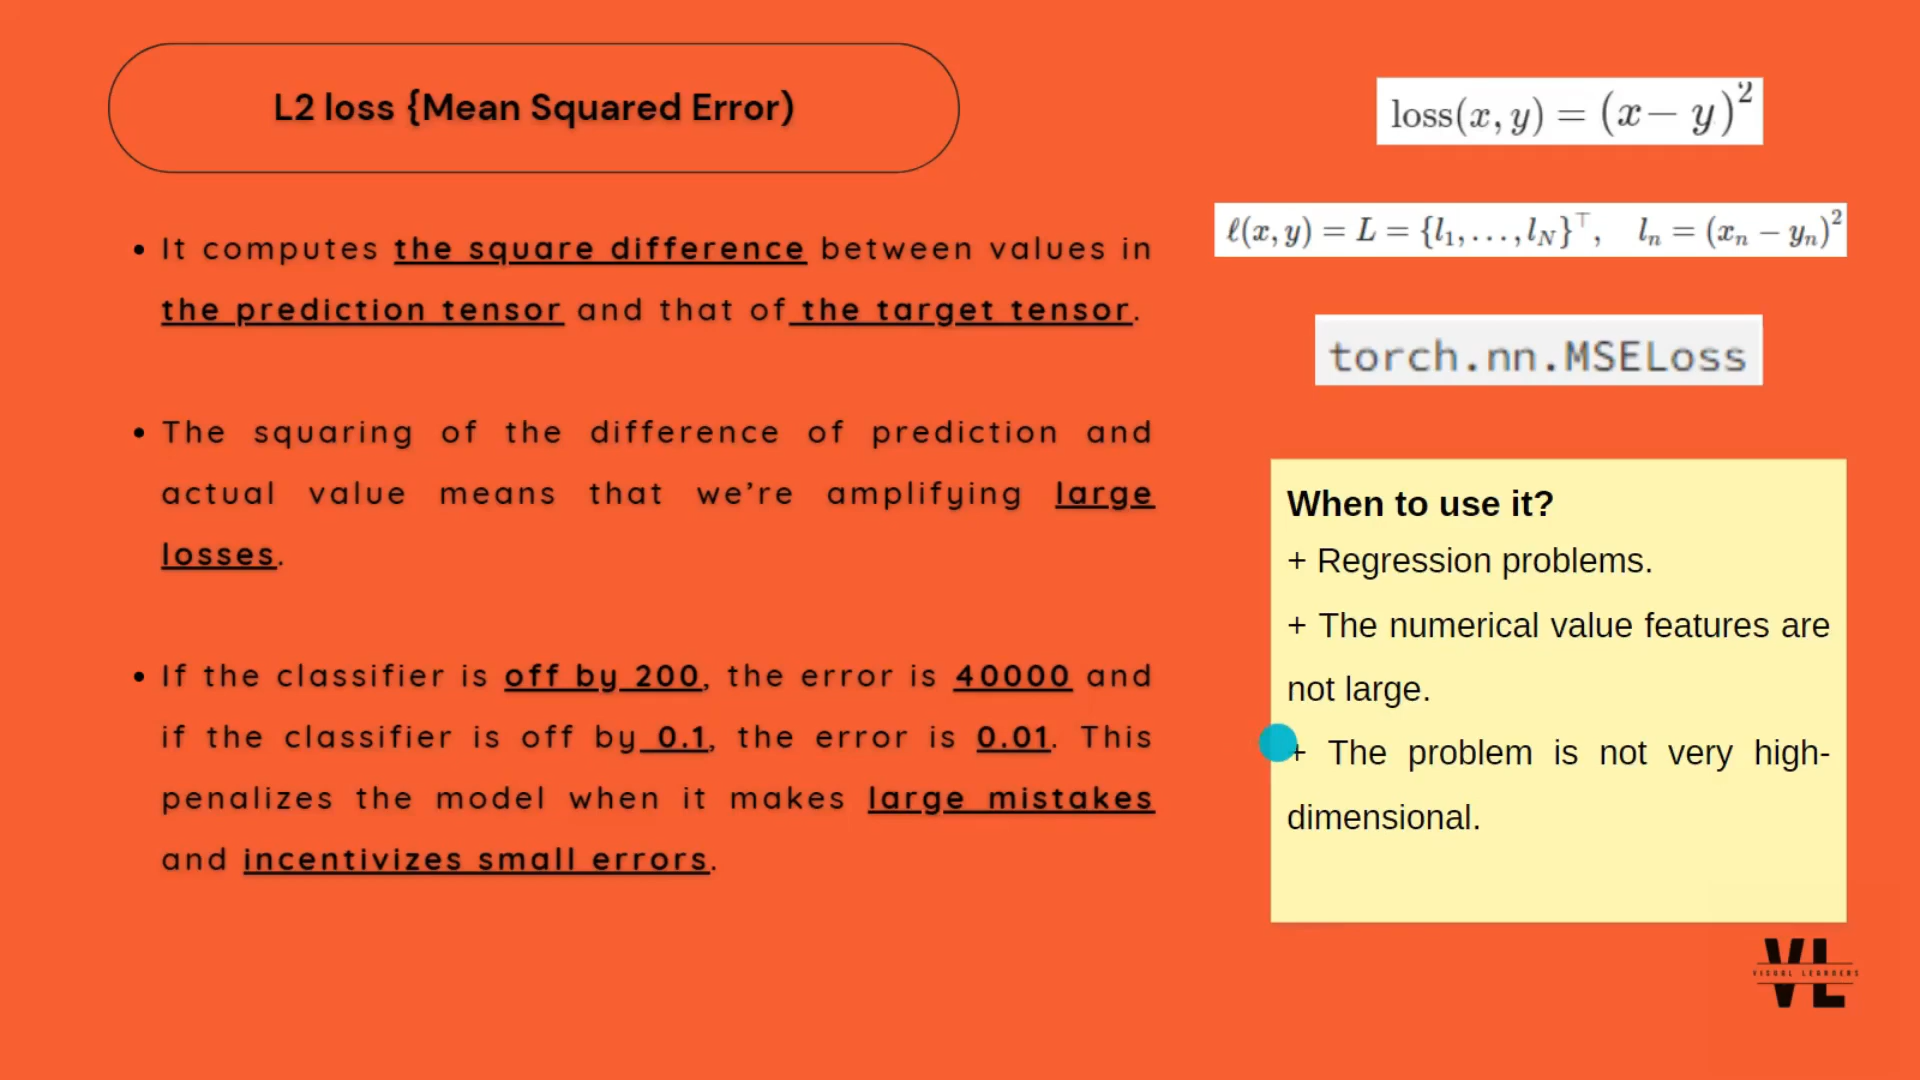 L2 loss {Mean Squared Error)
• It computes the square difference between values in
the prediction tensor and that of the target tensor.
• The squaring of the difference of prediction and
actual value means that we’re amplifying large
losses.
• If the classifier is off by 200, the error is 40000 and
if the classifier is off by 0.1, the error is 0.01. This
penalizes the model when it makes large mistakes
and incentivizes small errors.
loss(x, y) = (x − y)²
ℓ(x, y) = L = {l₁, …, l_N}^⊤, l_n = (x_n − y_n)²
torch.nn.MSELoss
When to use it?
+ Regression problems.
+ The numerical value features are
not large.
+ The problem is not very high-
dimensional.
VL
VISUAL LEARNERS